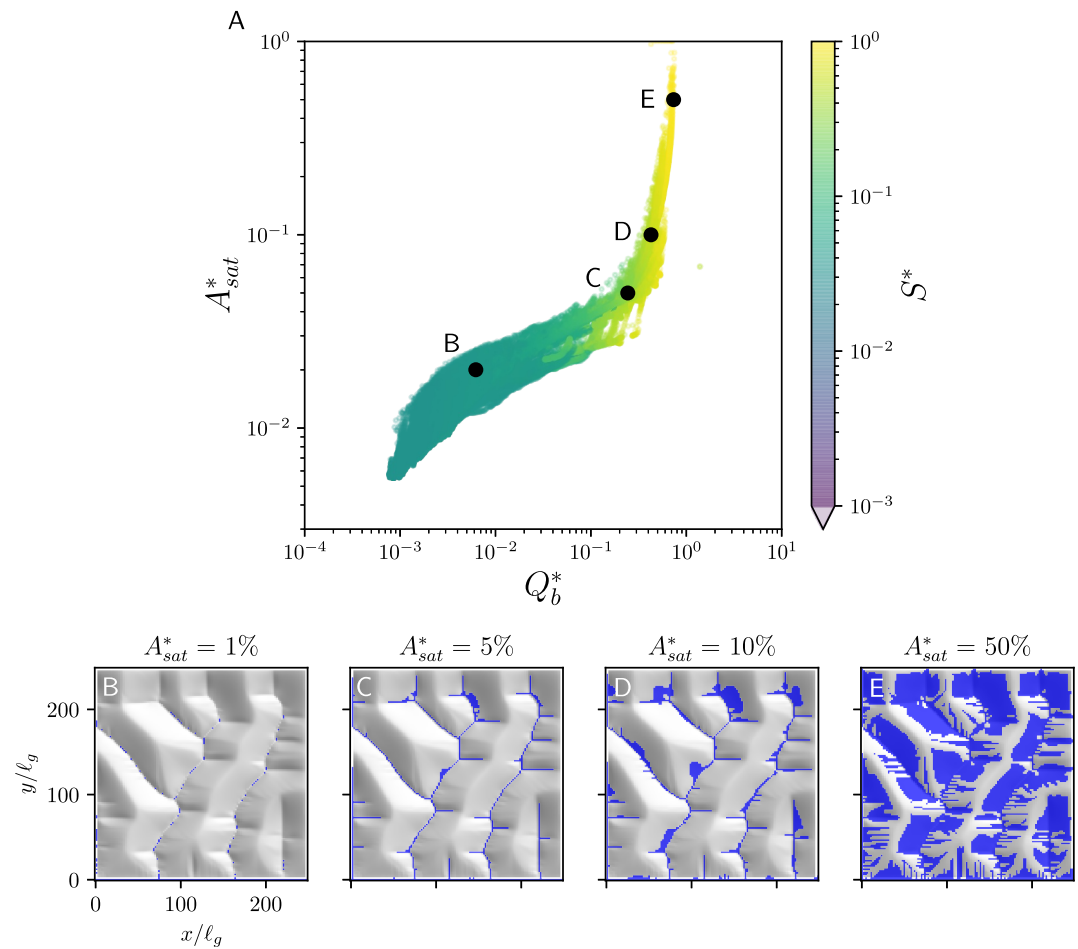 A
10^0
10^-1
10^-2
A*_sat
E
D
C
B
10^-4 10^-3 10^-2 10^-1 10^0 10^1
Q*_b
10^0
10^-1
10^-2
10^-3
S*
A*_sat = 1%
A*_sat = 5%
A*_sat = 10%
A*_sat = 50%
B
C
D
E
200
100
0
y/ℓ_g
0 100 200
x/ℓ_g